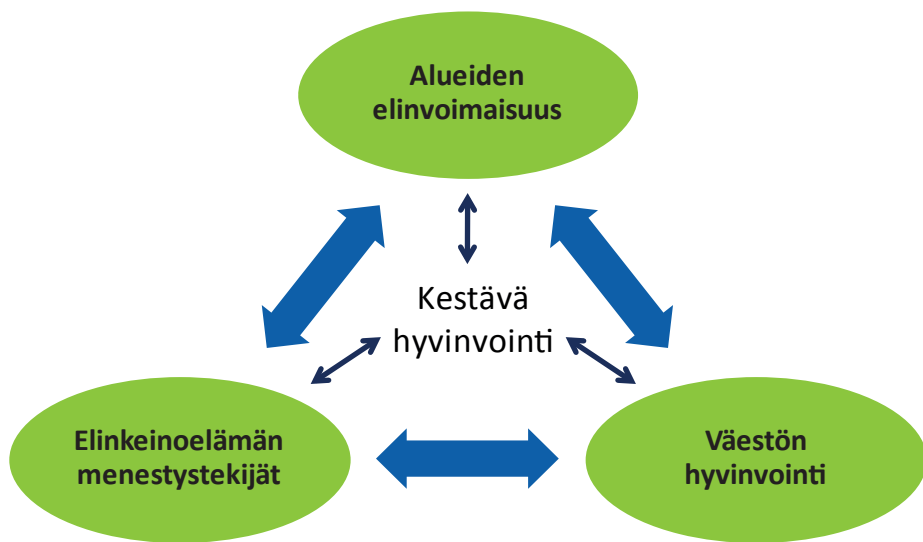 Alueiden
elinvoimaisuus
Kestävä
hyvinvointi
Elinkeinoelämän
menestystekijät
Väestön
hyvinvointi